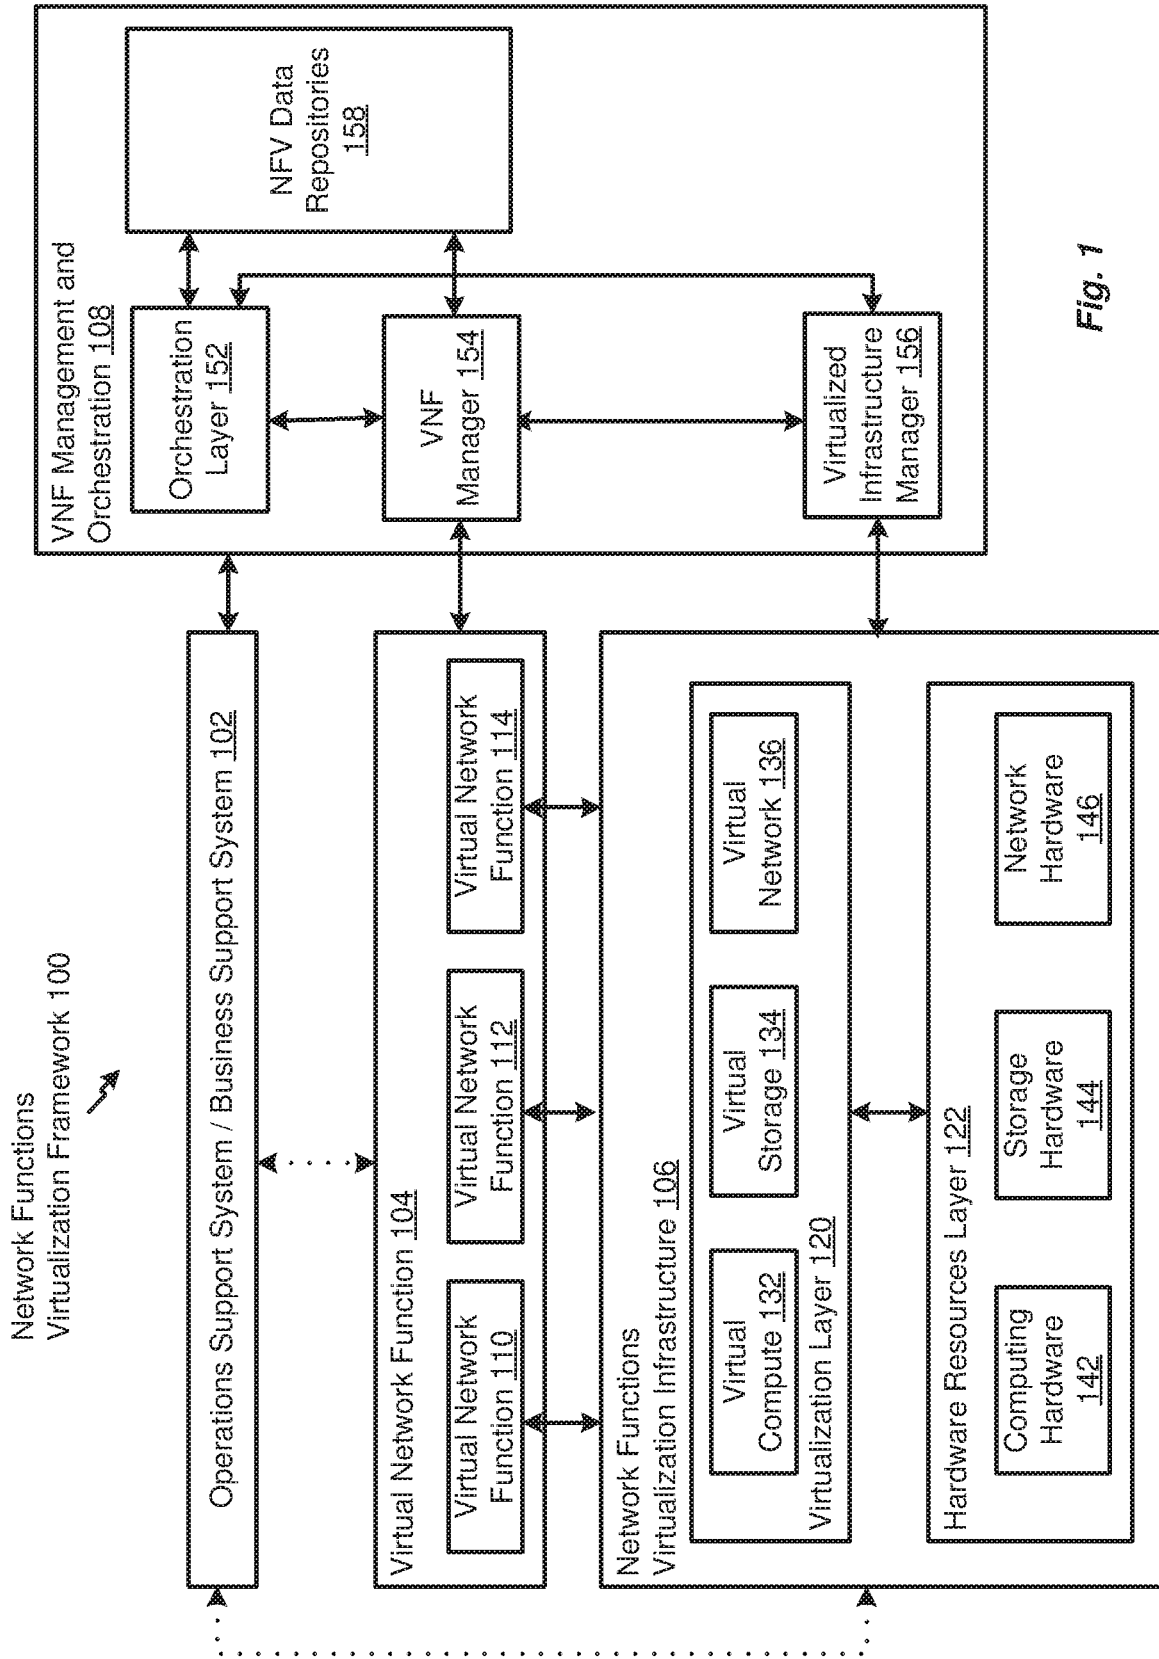 Network Functions
Virtualization Framework 100
Operations Support System / Business Support System 102
Virtual Network Function 104
Virtual Network
Function 110
Virtual Network
Function 112
Virtual Network
Function 114
Network Functions
Virtualization Infrastructure 106
Virtual
Compute 132
Virtual
Storage 134
Virtual
Network 136
Virtualization Layer 120
Hardware Resources Layer 122
Computing
Hardware
142
Storage
Hardware
144
Network
Hardware
146
VNF Management and
Orchestration 108
Orchestration
Layer 152
VNF
Manager 154
Virtualized
Infrastructure
Manager 156
NFV Data
Repositories
158
Fig. 1